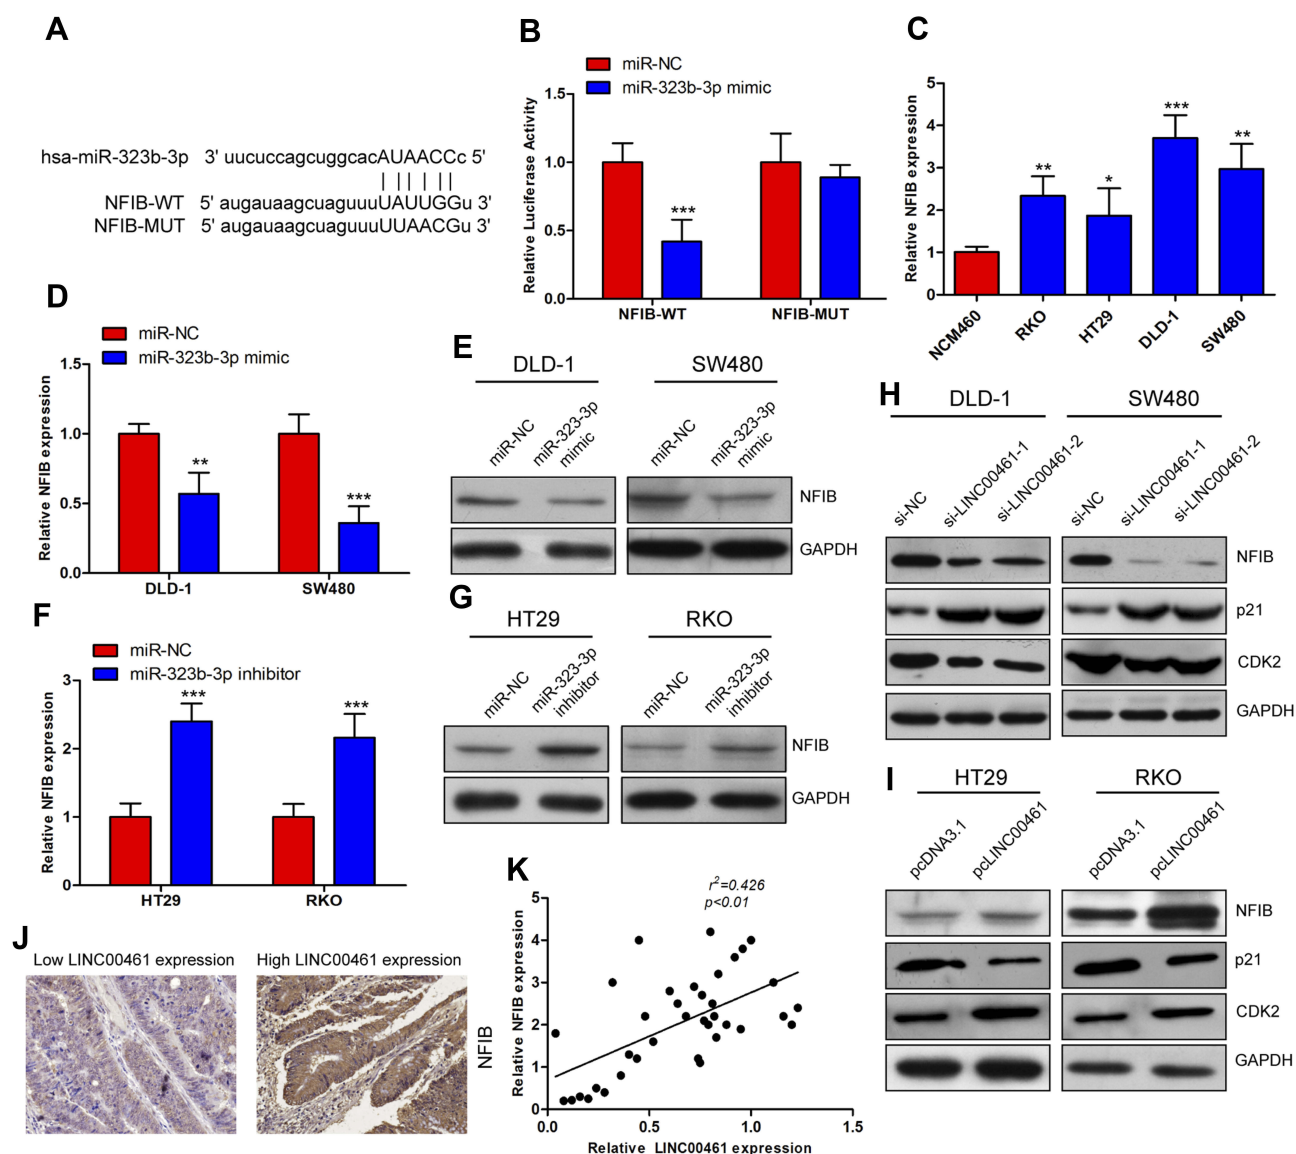 A
hsa-miR-323b-3p 3' uucuccagcuggcacAUAACCc 5'
NFIB-WT 5' augauaagcuaguuuUAUUGGu 3'
NFIB-MUT 5' augauaagcuaguuuUUAACGu 3'
B
miR-NC
miR-323b-3p mimic
Relative Luciferase Activity
1.5
1.0
0.5
0.0
***
NFIB-WT
NFIB-MUT
C
Relative NFIB expression
5
4
3
2
1
0
**
*
***
**
NCM460
RKO
HT29
DLD-1
SW480
D
miR-NC
miR-323b-3p mimic
Relative NFIB expression
1.5
1.0
0.5
0.0
**
***
DLD-1
SW480
E
DLD-1
SW480
miR-NC
miR-323-3p
mimic
miR-NC
miR-323-3p
mimic
NFIB
GAPDH
F
miR-NC
miR-323b-3p inhibitor
Relative NFIB expression
3
2
1
0
***
***
HT29
RKO
G
HT29
RKO
miR-NC
miR-323-3p
inhibitor
miR-NC
miR-323-3p
inhibitor
NFIB
GAPDH
H
DLD-1
SW480
si-NC
si-LINC00461-1
si-LINC00461-2
si-NC
si-LINC00461-1
si-LINC00461-2
NFIB
p21
CDK2
GAPDH
I
HT29
RKO
pcDNA3.1
pcLINC00461
pcDNA3.1
pcLINC00461
NFIB
p21
CDK2
GAPDH
J
Low LINC00461 expression
High LINC00461 expression
NFIB
K
r²=0.426
p<0.01
Relative NFIB expression
5
4
3
2
1
0
0.0
0.5
1.0
1.5
Relative LINC00461 expression